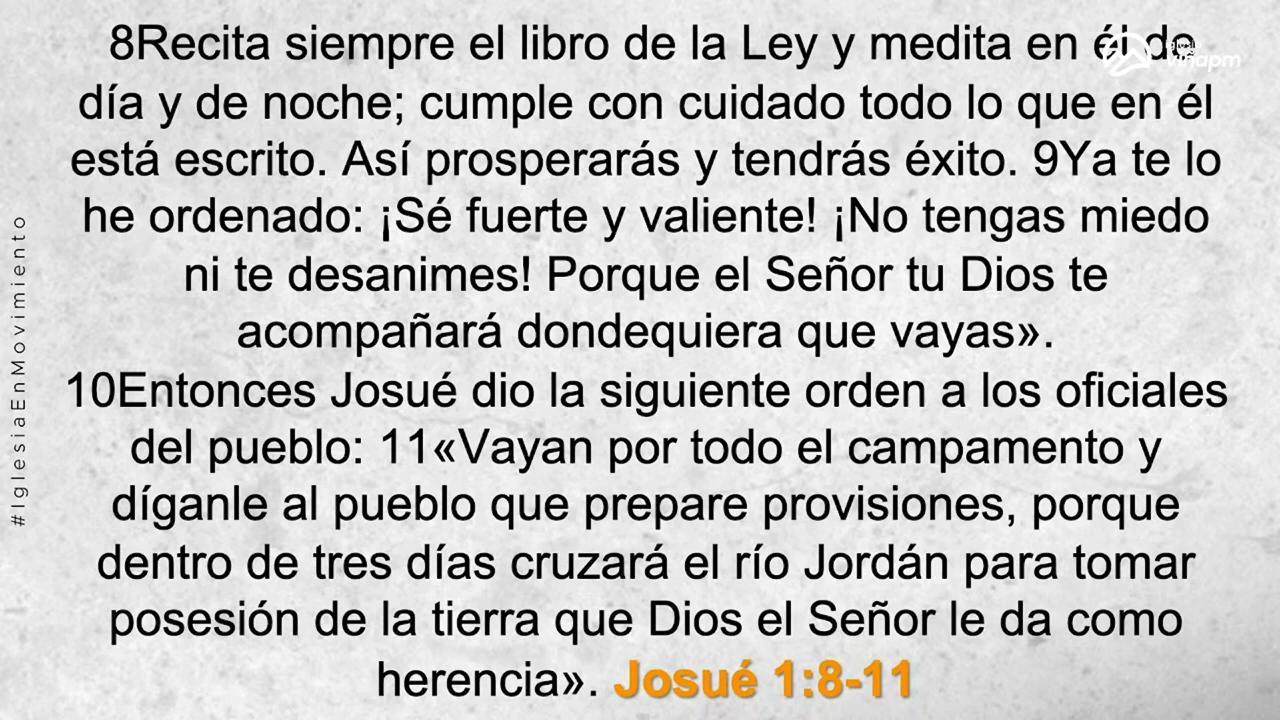 8Recita siempre el libro de la Ley y medita en él de
día y de noche; cumple con cuidado todo lo que en él
está escrito. Así prosperarás y tendrás éxito. 9Ya te lo
he ordenado: ¡Sé fuerte y valiente! ¡No tengas miedo
ni te desanimes! Porque el Señor tu Dios te
acompañará dondequiera que vayas».
10Entonces Josué dio la siguiente orden a los oficiales
del pueblo: 11«Vayan por todo el campamento y
díganle al pueblo que prepare provisiones, porque
dentro de tres días cruzará el río Jordán para tomar
posesión de la tierra que Dios el Señor le da como
herencia». Josué 1:8-11
#IglesiaEnMovimiento
viñapm